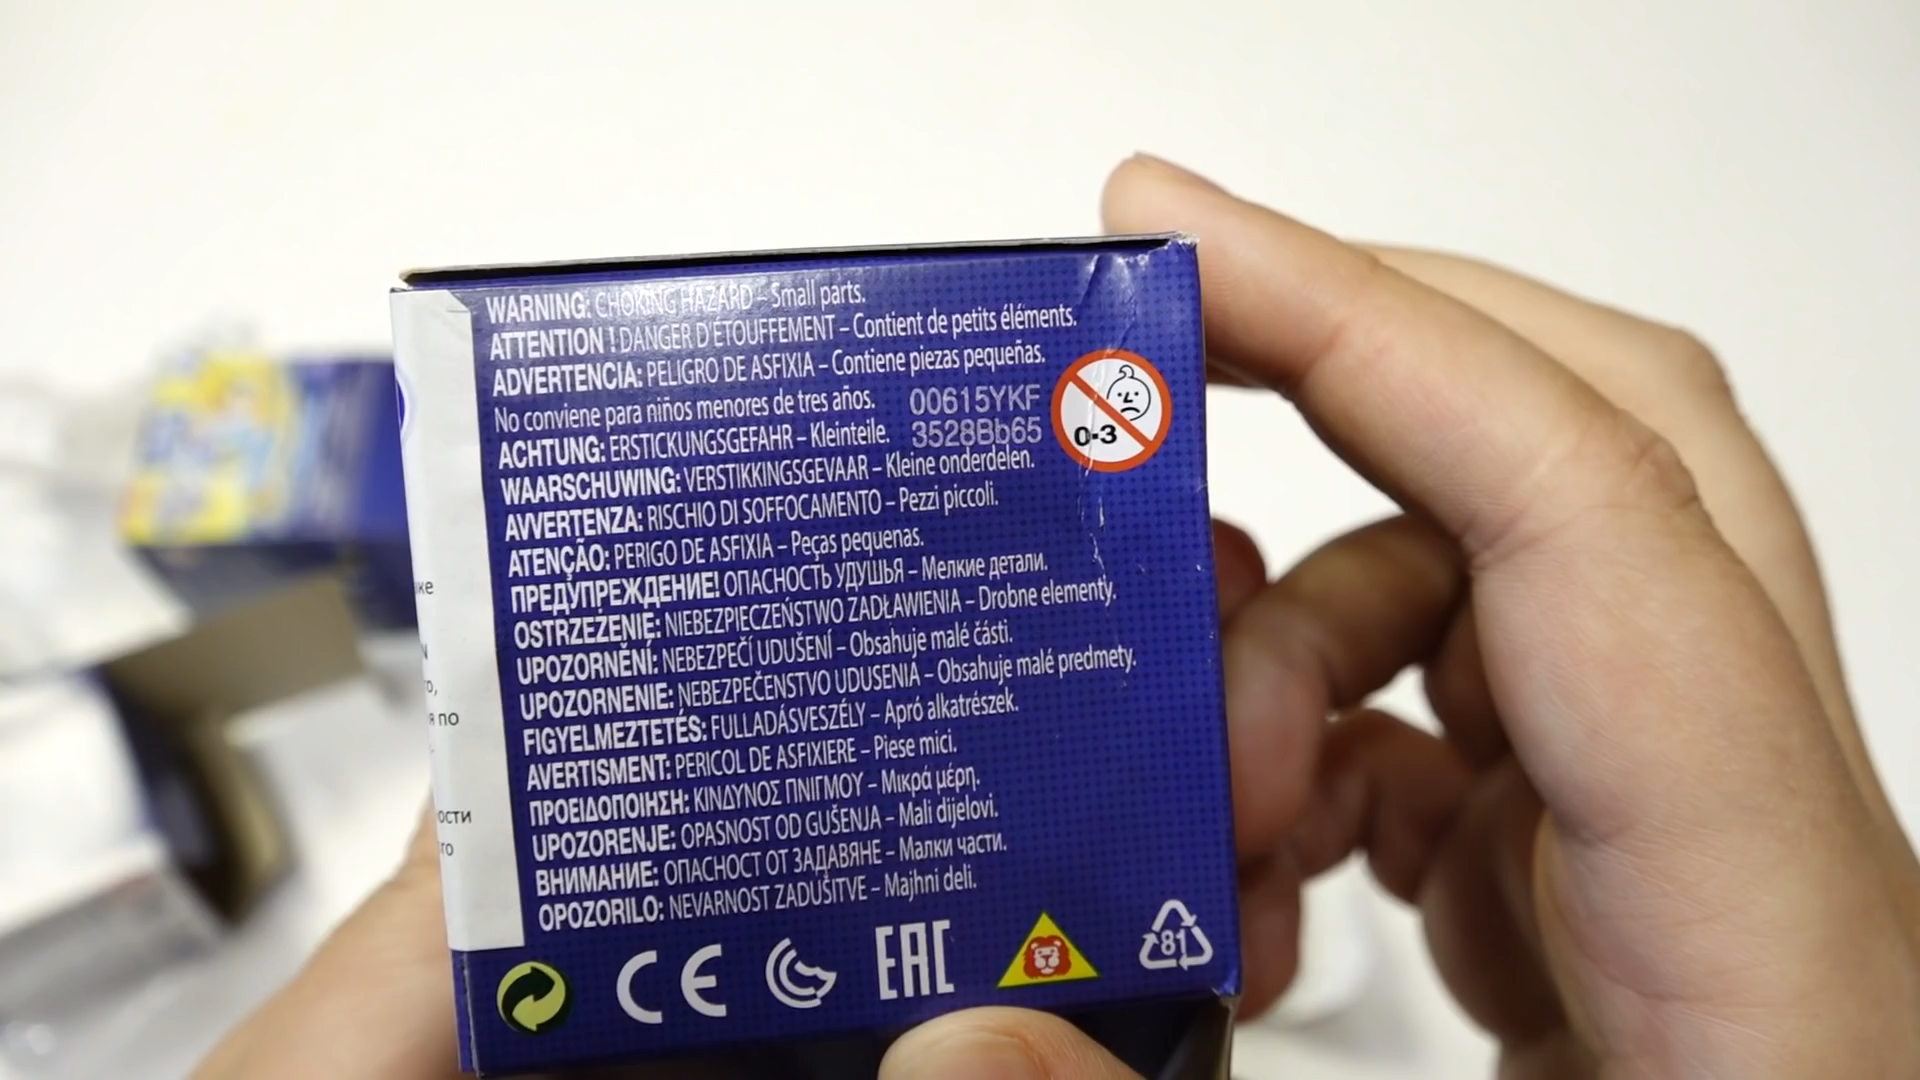 WARNING: CHOKING HAZARD – Small parts.
ATTENTION ! DANGER D'ÉTOUFFEMENT – Contient de petits éléments.
ADVERTENCIA: PELIGRO DE ASFIXIA – Contiene piezas pequeñas.
No conviene para niños menores de tres años.
00615YKF
ACHTUNG: ERSTICKUNGSGEFAHR – Kleinteile.
3528Bb65
0-3
WAARSCHUWING: VERSTIKKINGSGEVAAR – Kleine onderdelen.
AVVERTENZA: RISCHIO DI SOFFOCAMENTO – Pezzi piccoli.
ATENÇÃO: PERIGO DE ASFIXIA – Peças pequenas.
ПРЕДУПРЕЖДЕНИЕ! ОПАСНОСТЬ УДУШЬЯ – Мелкие детали.
OSTRZEŻENIE: NIEBEZPIECZEŃSTWO ZADŁAWIENIA – Drobne elementy.
UPOZORNĚNÍ: NEBEZPEČÍ UDUŠENÍ – Obsahuje malé části.
UPOZORNENIE: NEBEZPEČENSTVO UDUSENIA – Obsahuje malé predmety.
FIGYELMEZTETÉS: FULLADÁSVESZÉLY – Apró alkatrészek.
AVERTISMENT: PERICOL DE ASFIXIERE – Piese mici.
ΠΡΟΕΙΔΟΠΟΙΗΣΗ: ΚΙΝΔΥΝΟΣ ΠΝΙΓΜΟΥ – Μικρά μέρη.
UPOZORENJE: OPASNOST OD GUŠENJA – Mali dijelovi.
ВНИМАНИЕ: ОПАСНОСТ ОТ ЗАДАВЯНЕ – Малки части.
OPOZORILO: NEVARNOST ZADUŠITVE – Majhni deli.
CE
EAC
81
по